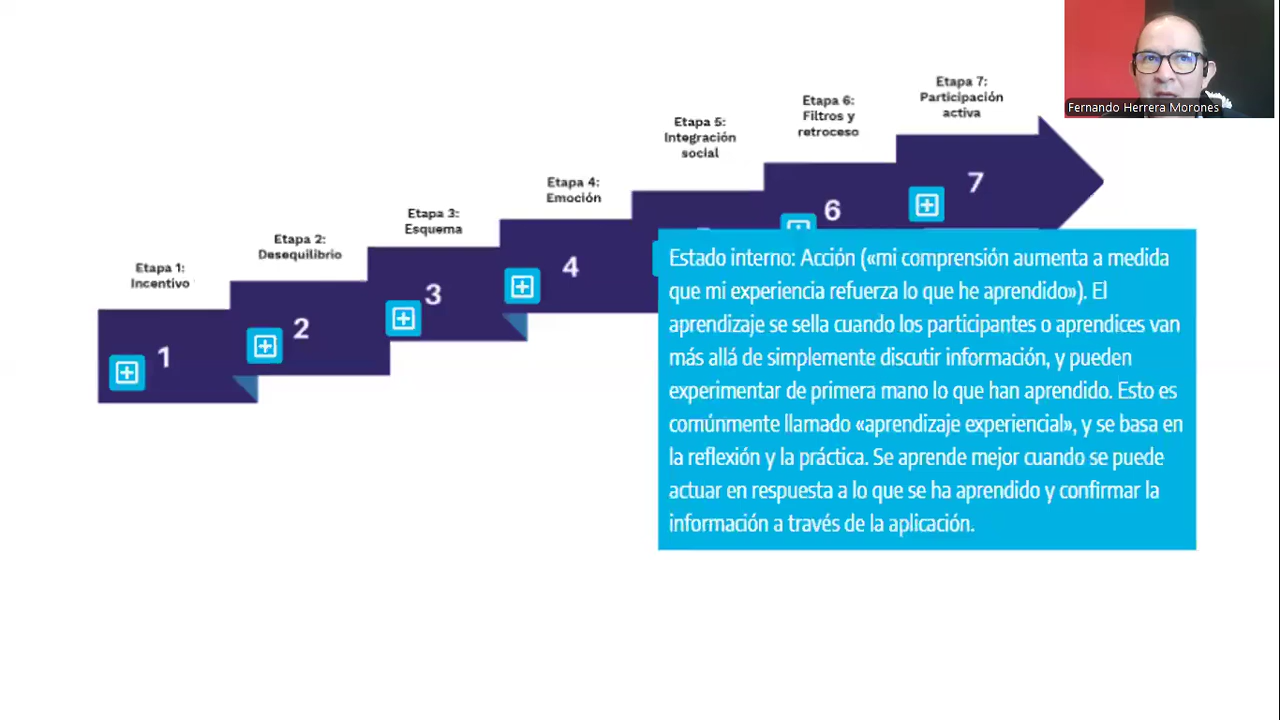 Fernando Herrera Morones
Etapa 7:
Participación
activa
Etapa 6:
Filtros y
retroceso
Etapa 5:
Integración
social
Etapa 4:
Emoción
Etapa 3:
Esquema
Etapa 2:
Desequilibrio
Etapa 1:
Incentivo
1
2
3
4
6
7
Estado interno: Acción («mi comprensión aumenta a medida
que mi experiencia refuerza lo que he aprendido»). El
aprendizaje se sella cuando los participantes o aprendices van
más allá de simplemente discutir información, y pueden
experimentar de primera mano lo que han aprendido. Esto es
comúnmente llamado «aprendizaje experiencial», y se basa en
la reflexión y la práctica. Se aprende mejor cuando se puede
actuar en respuesta a lo que se ha aprendido y confirmar la
información a través de la aplicación.